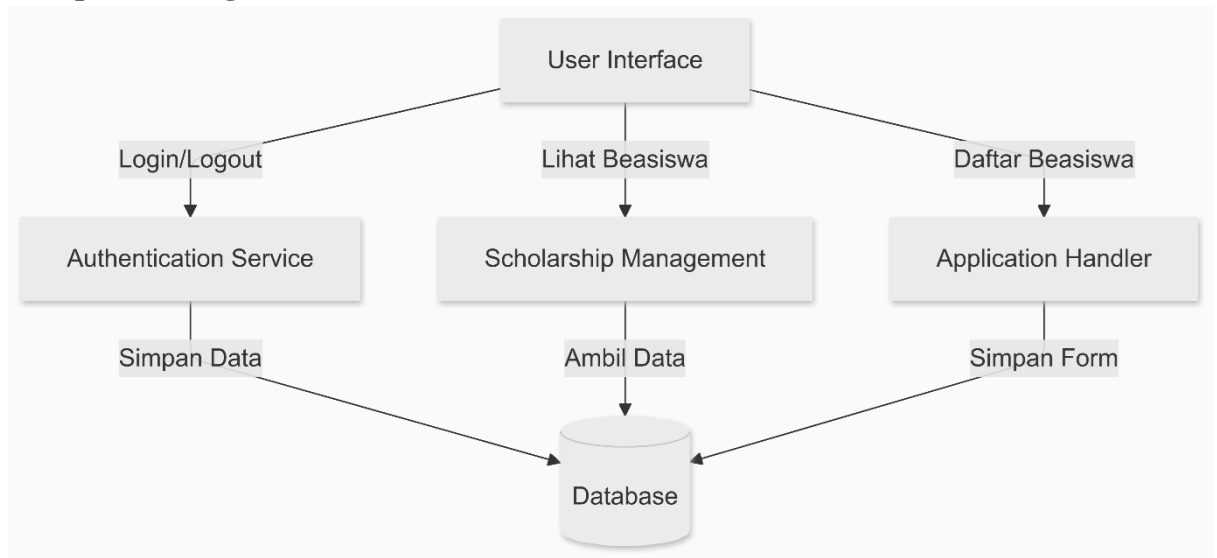 User Interface
Login/Logout
Lihat Beasiswa
Daftar Beasiswa
Authentication Service
Scholarship Management
Application Handler
Simpan Data
Ambil Data
Simpan Form
Database